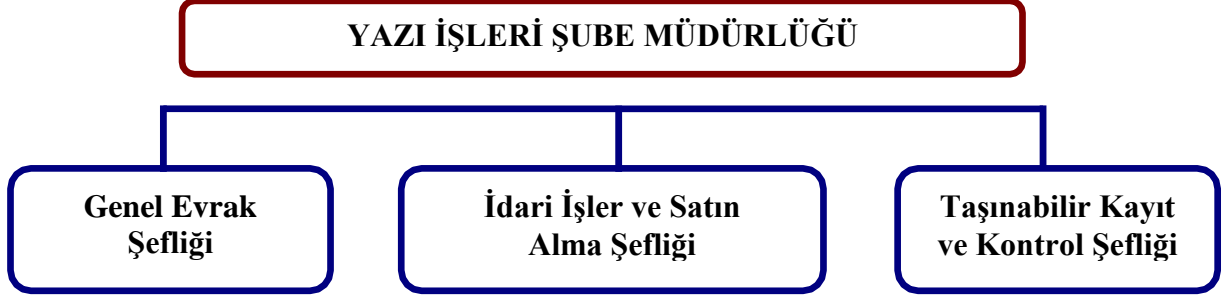 YAZI İŞLERİ ŞUBE MÜDÜRLÜĞÜ
Genel Evrak
Şefliği
İdari İşler ve Satın
Alma Şefliği
Taşınabilir Kayıt
ve Kontrol Şefliği